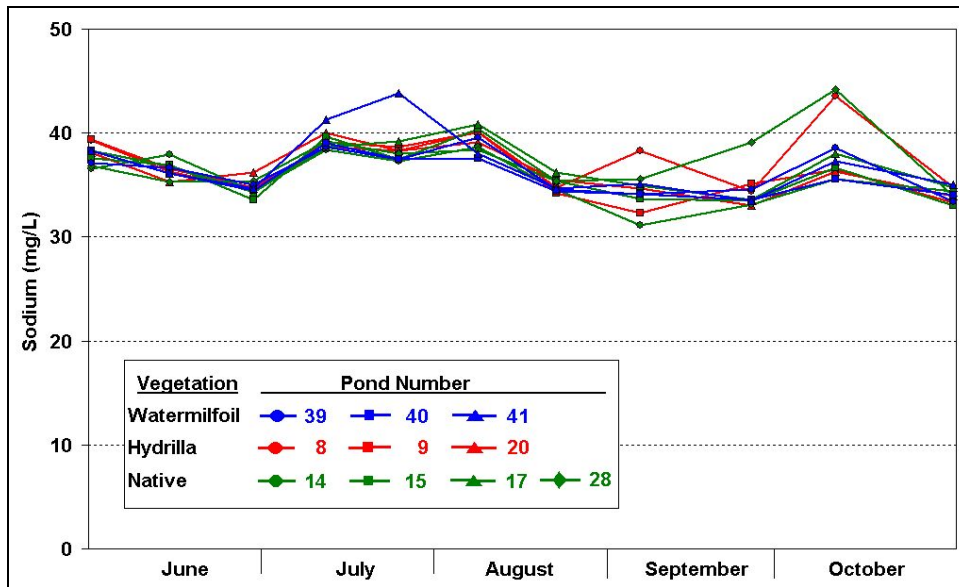 50
40
30
20
10
0
Sodium (mg/L)
Vegetation Pond Number
Watermilfoil 39 40 41
Hydrilla 8 9 20
Native 14 15 17 28
June July August September October